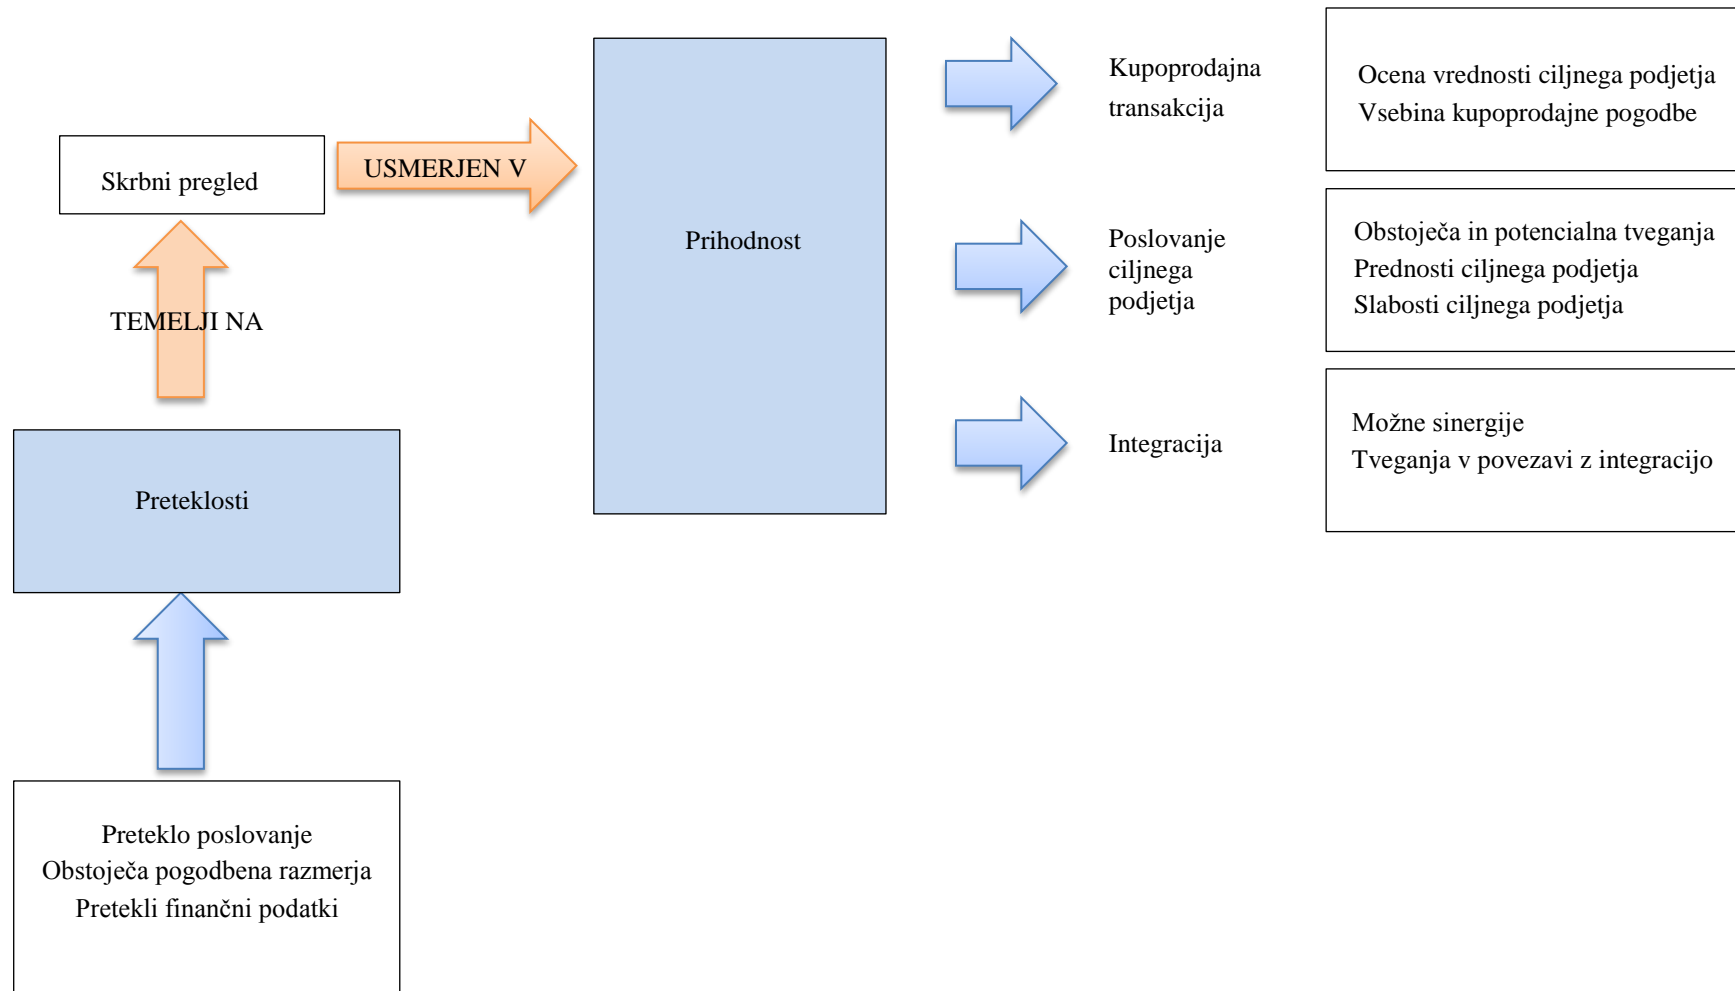 Skrbni pregled
USMERJEN V
TEMELJI NA
Preteklosti
Preteklo poslovanje
Obstoječa pogodbena razmerja
Pretekli finančni podatki
Prihodnost
Kupoprodajna
transakcija
Ocena vrednosti ciljnega podjetja
Vsebina kupoprodajne pogodbe
Poslovanje
ciljnega
podjetja
Obstoječa in potencialna tveganja
Prednosti ciljnega podjetja
Slabosti ciljnega podjetja
Integracija
Možne sinergije
Tveganja v povezavi z integracijo